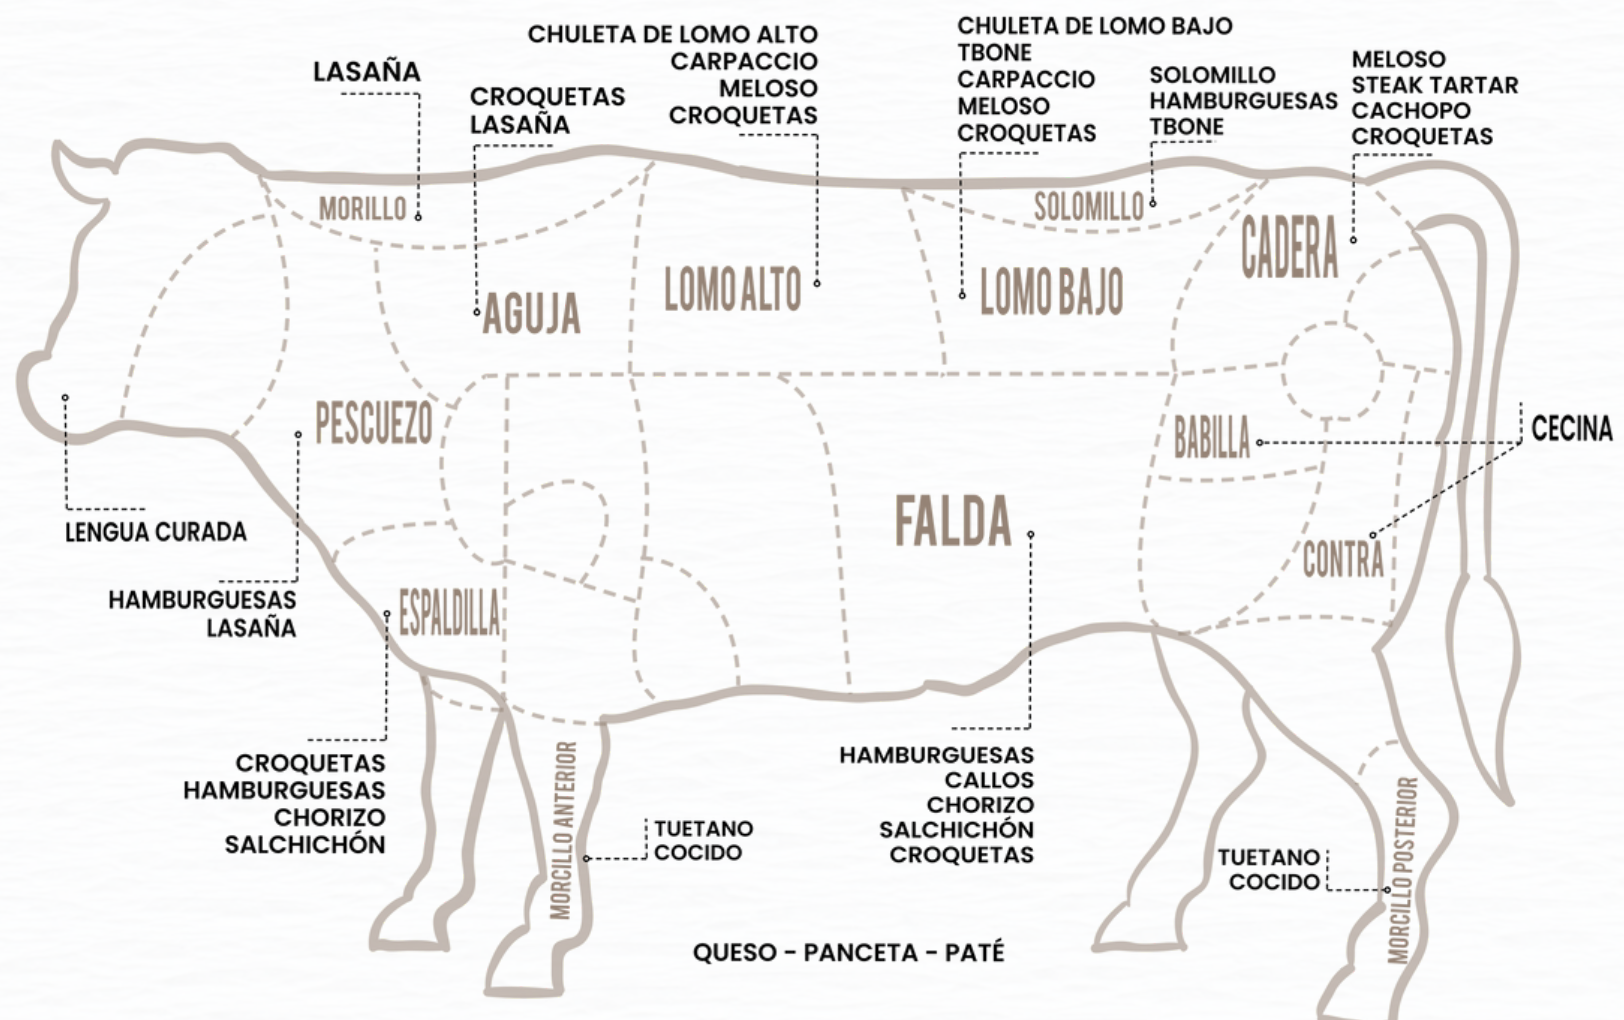 LASAÑA
CROQUETAS
LASAÑA
CHULETA DE LOMO ALTO
CARPACCIO
MELOSO
CROQUETAS
CHULETA DE LOMO BAJO
TBONE
CARPACCIO
MELOSO
CROQUETAS
SOLOMILLO
HAMBURGUESAS
TBONE
MELOSO
STEAK TARTAR
CACHOPO
CROQUETAS
MORILLO
AGUJA
LOMO ALTO
LOMO BAJO
SOLOMILLO
CADERA
PESCUEZO
BABILLA
CECINA
LENGUA CURADA
FALDA
CONTRA
HAMBURGUESAS
LASAÑA
ESPALDILLA
CROQUETAS
HAMBURGUESAS
CHORIZO
SALCHICHÓN
MORCILLO ANTERIOR
TUETANO
COCIDO
HAMBURGUESAS
CALLOS
CHORIZO
SALCHICHÓN
CROQUETAS
TUETANO
COCIDO
MORCILLO POSTERIOR
QUESO - PANCETA - PATÉ